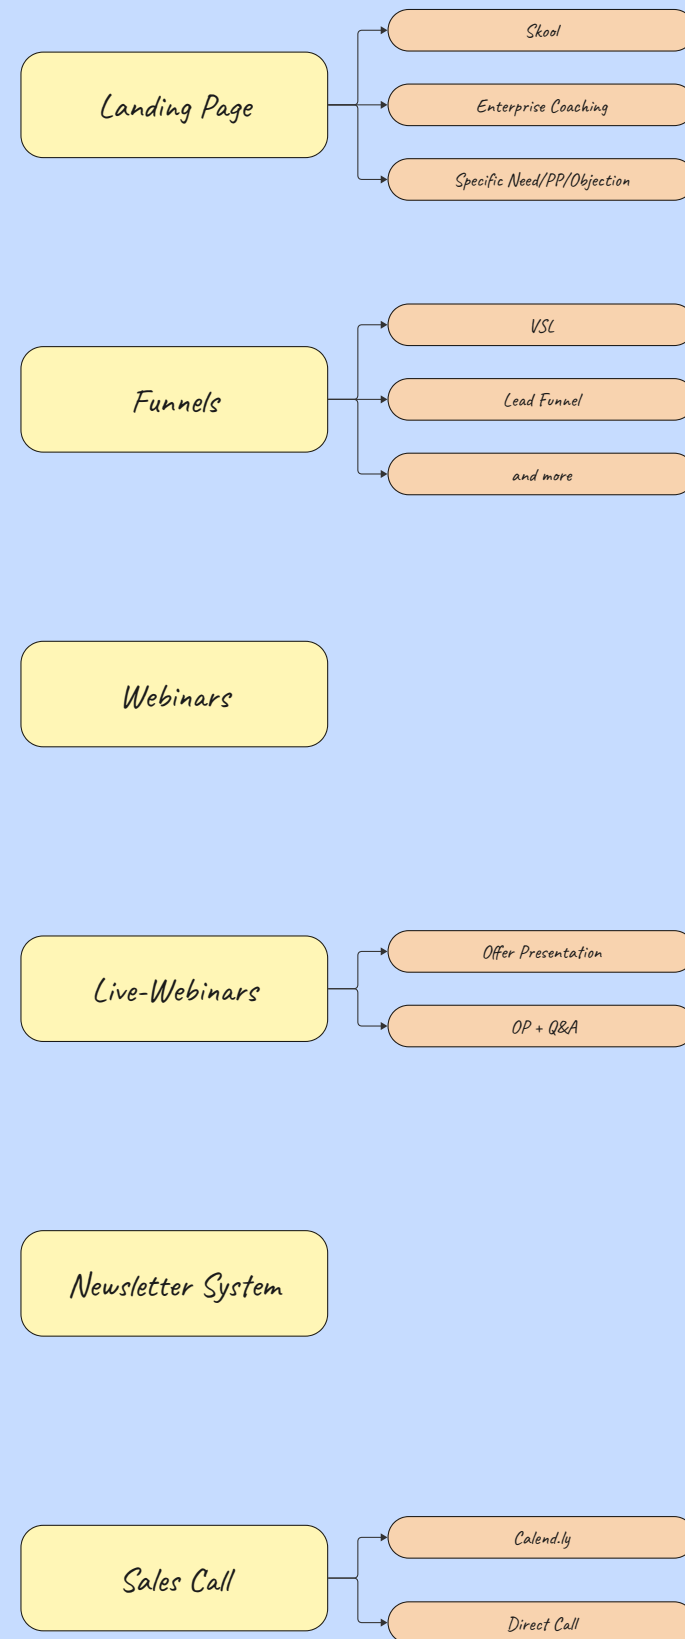 Skool
Landing Page
Enterprise Coaching
Specific Need/PP/Objection
VSL
Funnels
Lead Funnel
and more
Webinars
Offer Presentation
Live-Webinars
OP + Q&A
Newsletter System
Calend.ly
Sales Call
Direct Call